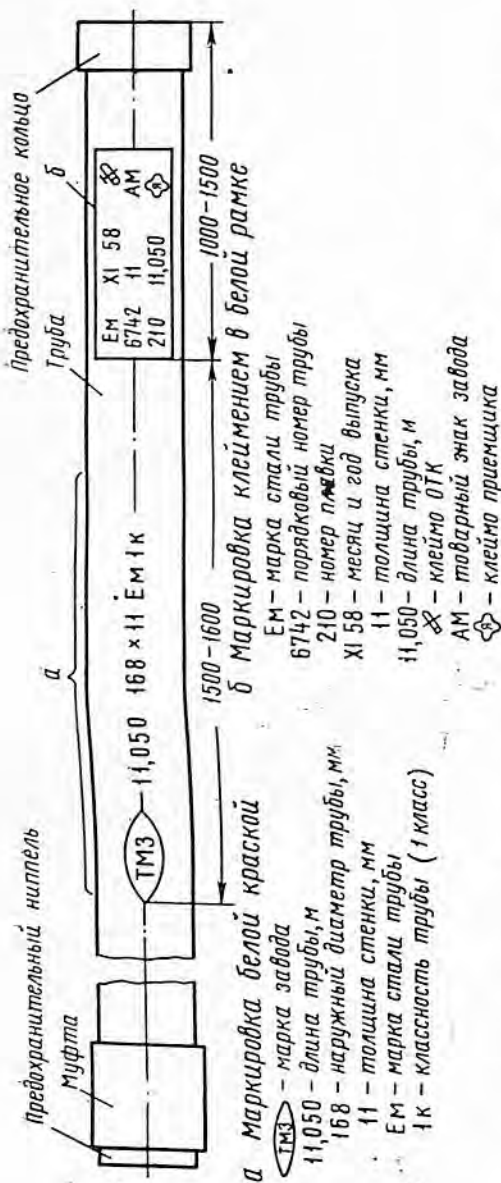 Предохранительный ниппель
Муфта
а
Предохранительное кольцо
Труба
б
ТМЗ 11,050 168 × 11 Ем 1к
Ем XI 58
6742 11 АМ
210 11,050 Я
1500-1600
1000-1500
а Маркировка белой краской
ТМЗ – марка завода
11,050 – длина трубы, м
168 – наружный диаметр трубы, мм
11 – толщина стенки, мм
Ем – марка стали трубы
1к – классность трубы (1 класс)
б Маркировка клеймением в белой рамке
Ем – марка стали трубы
6742 – порядковый номер трубы
210 – номер плавки
XI 58 – месяц и год выпуска
11 – толщина стенки, мм
11,050 – длина трубы, м
– клеймо ОТК
АМ – товарный знак завода
Я – клеймо приемщика